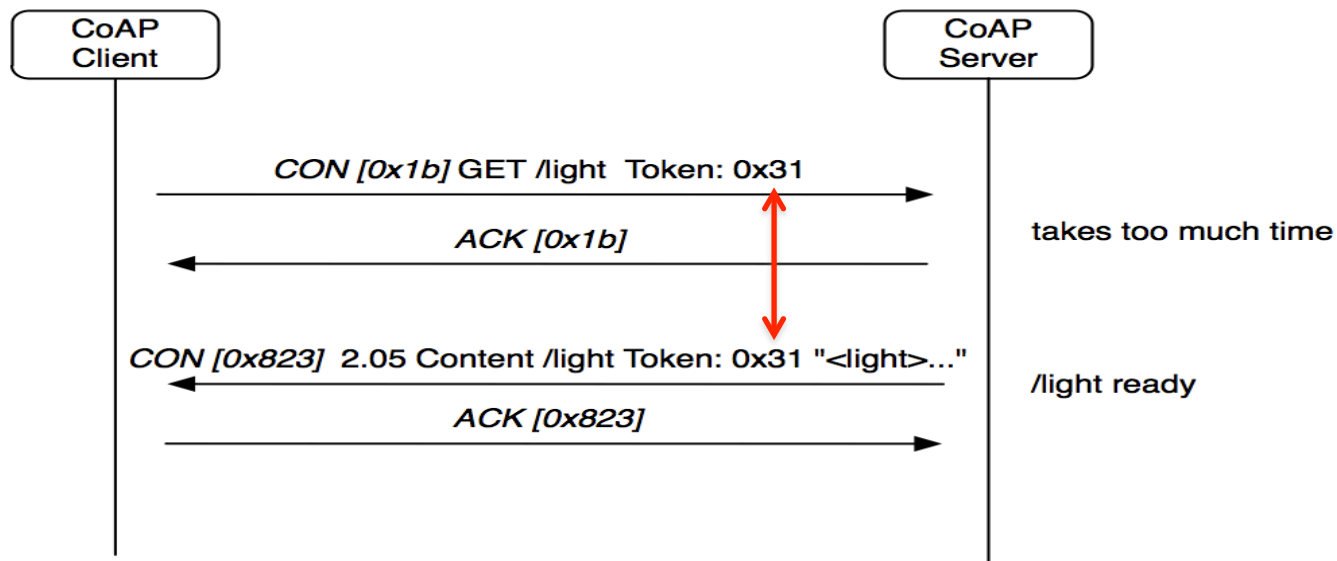 CoAP
Client
CoAP
Server
CON [0x1b] GET /light Token: 0x31
takes too much time
ACK [0x1b]
CON [0x823] 2.05 Content /light Token: 0x31 "<light>..."
/light ready
ACK [0x823]